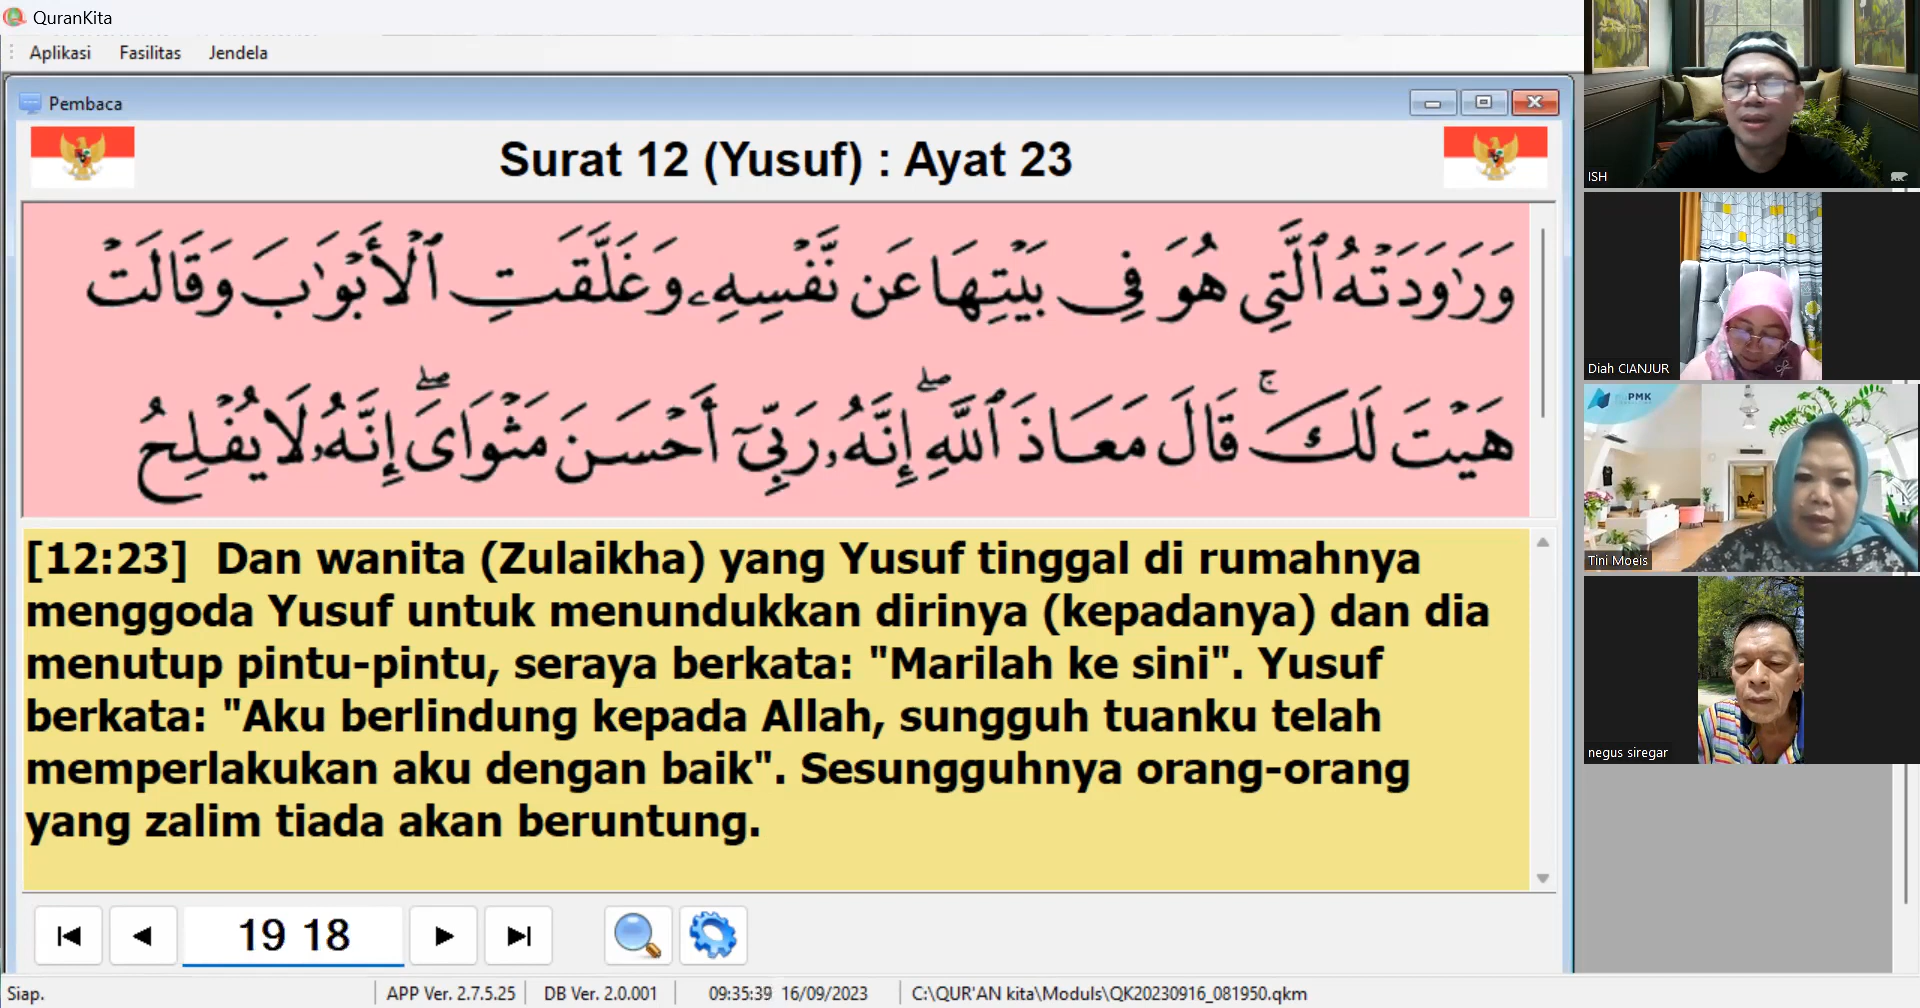 QuranKita
Aplikasi Fasilitas Jendela
Pembaca
Surat 12 (Yusuf) : Ayat 23
وَرَٰوَدَتْهُ ٱلَّتِى هُوَ فِى بَيْتِهَا عَن نَّفْسِهِۦ وَغَلَّقَتِ ٱلْأَبْوَٰبَ وَقَالَتْ
هَيْتَ لَكَ ۚ قَالَ مَعَاذَ ٱللَّهِ ۖ إِنَّهُۥ رَبِّىٓ أَحْسَنَ مَثْوَاىَ ۖ إِنَّهُۥ لَا يُفْلِحُ
[12:23] Dan wanita (Zulaikha) yang Yusuf tinggal di rumahnya
menggoda Yusuf untuk menundukkan dirinya (kepadanya) dan dia
menutup pintu-pintu, seraya berkata: "Marilah ke sini". Yusuf
berkata: "Aku berlindung kepada Allah, sungguh tuanku telah
memperlakukan aku dengan baik". Sesungguhnya orang-orang
yang zalim tiada akan beruntung.
19 18
Siap.
APP Ver. 2.7.5.25
DB Ver. 2.0.001
09:35:39 16/09/2023
C:\QUR'AN kita\Moduls\QK20230916_081950.qkm
ISH
Diah CIANJUR
PMK
Tini Moeis
negus siregar